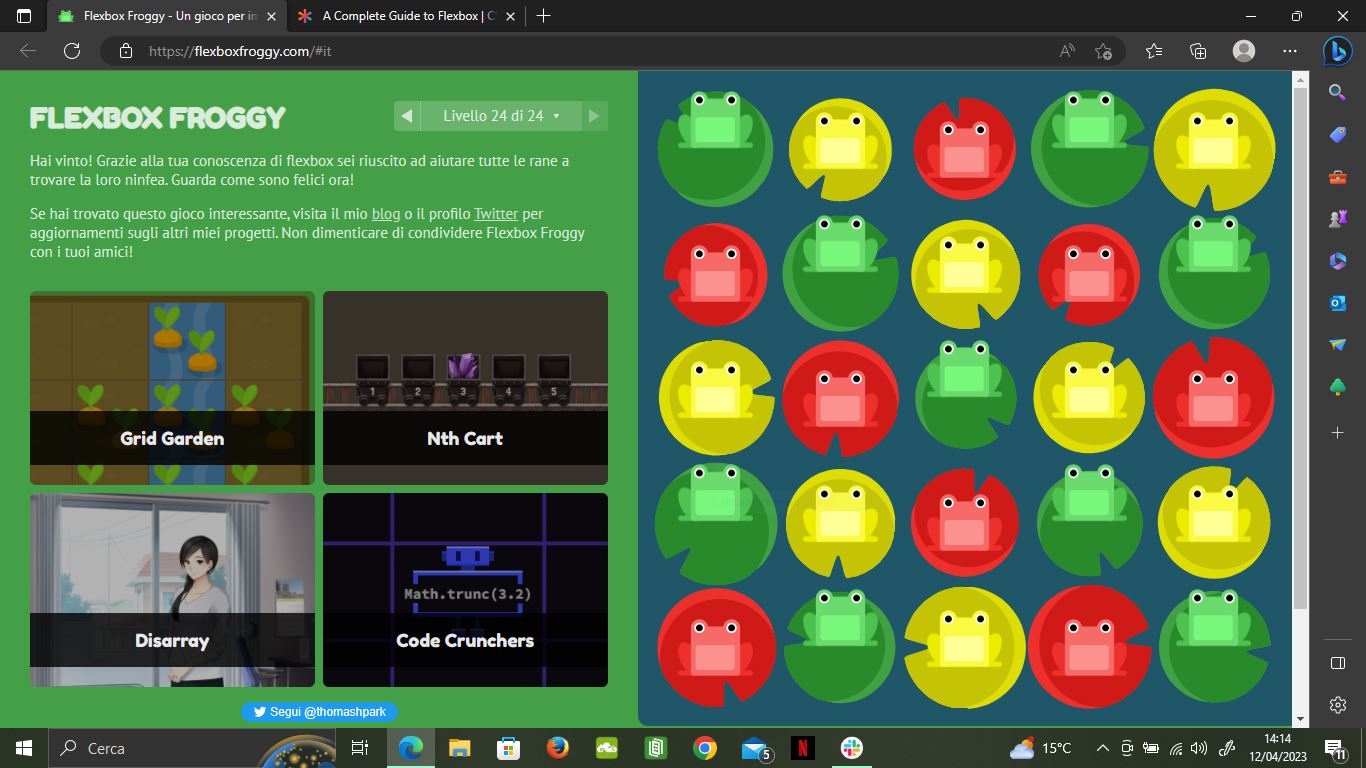 Flexbox Froggy - Un gioco per in
A Complete Guide to Flexbox | CS
https://flexboxfroggy.com/#it
FLEXBOX FROGGY
Livello 24 di 24
Hai vinto! Grazie alla tua conoscenza di flexbox sei riuscito ad aiutare tutte le rane a
trovare la loro ninfea. Guarda come sono felici ora!
Se hai trovato questo gioco interessante, visita il mio blog o il profilo Twitter per
aggiornamenti sugli altri miei progetti. Non dimenticare di condividere Flexbox Froggy
con i tuoi amici!
1 2 3 4 5
Grid Garden
Nth Cart
Math.trunc(3.2)
Disarray
Code Crunchers
Segui @thomashpark
Cerca
5
N
15°C
14:14
12/04/2023
11